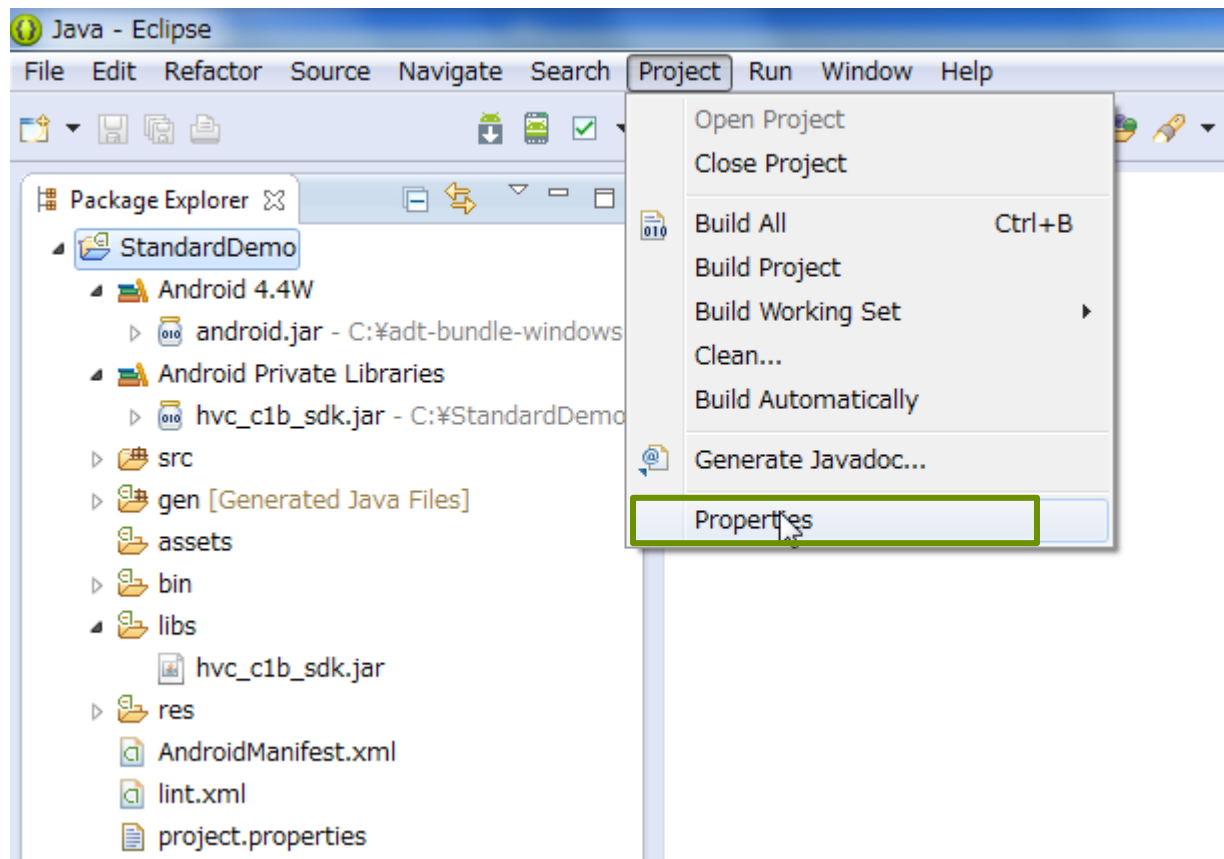 Java - Eclipse
File Edit Refactor Source Navigate Search Project Run Window Help
Package Explorer
StandardDemo
Android 4.4W
android.jar - C:¥adt-bundle-windows
Android Private Libraries
hvc_c1b_sdk.jar - C:¥StandardDemo
src
gen [Generated Java Files]
assets
bin
libs
hvc_c1b_sdk.jar
res
AndroidManifest.xml
lint.xml
project.properties
Open Project
Close Project
Build All Ctrl+B
Build Project
Build Working Set
Clean...
Build Automatically
Generate Javadoc...
Properties